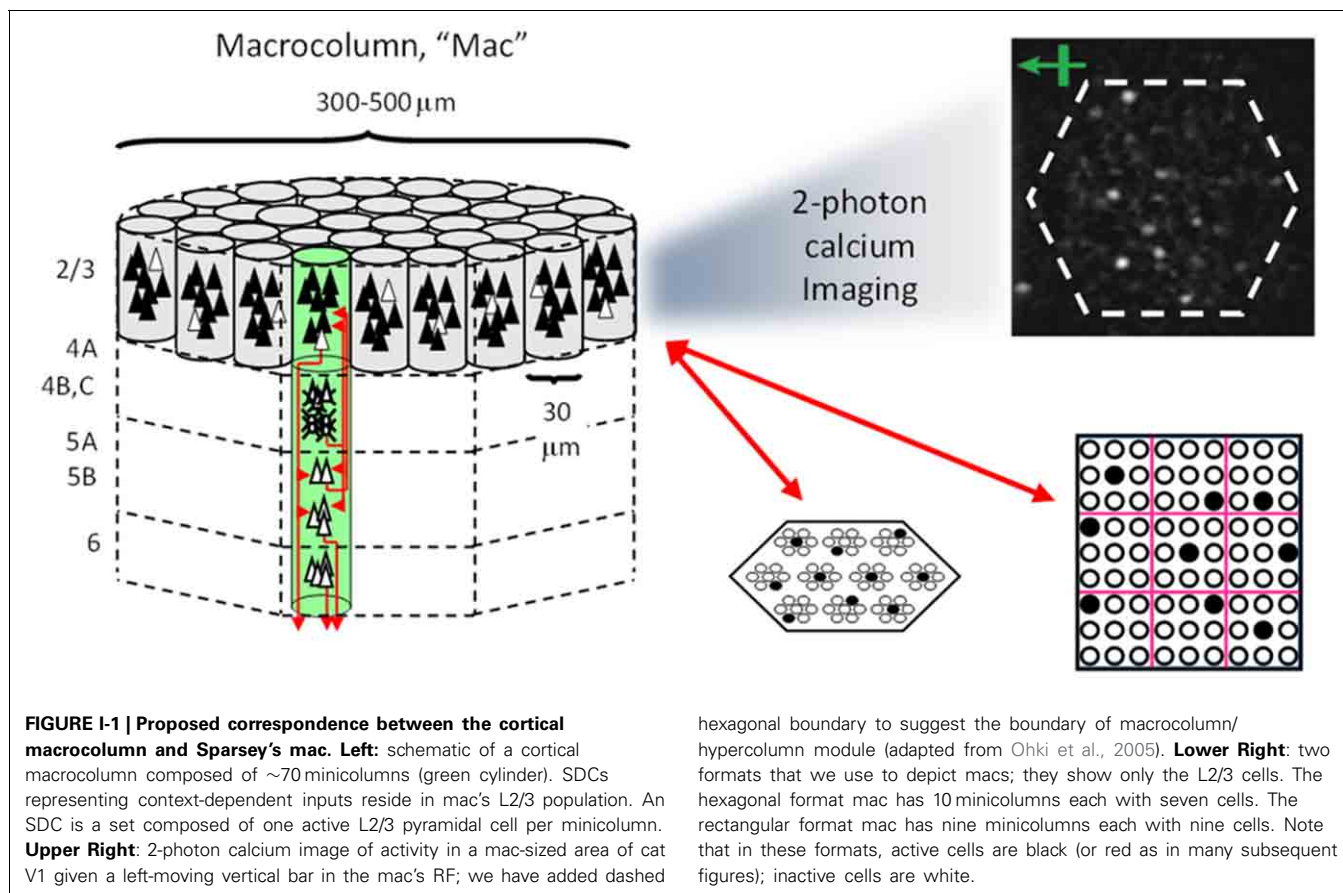 Macrocolumn, “Mac”
300-500 µm
2/3
4A
4B,C
5A
5B
6
30
µm
2-photon
calcium
Imaging
FIGURE I-1 | Proposed correspondence between the cortical
macrocolumn and Sparsey's mac. Left: schematic of a cortical
macrocolumn composed of ∼70 minicolumns (green cylinder). SDCs
representing context-dependent inputs reside in mac's L2/3 population. An
SDC is a set composed of one active L2/3 pyramidal cell per minicolumn.
Upper Right: 2-photon calcium image of activity in a mac-sized area of cat
V1 given a left-moving vertical bar in the mac's RF; we have added dashed
hexagonal boundary to suggest the boundary of macrocolumn/
hypercolumn module (adapted from Ohki et al., 2005). Lower Right: two
formats that we use to depict macs; they show only the L2/3 cells. The
hexagonal format mac has 10 minicolumns each with seven cells. The
rectangular format mac has nine minicolumns each with nine cells. Note
that in these formats, active cells are black (or red as in many subsequent
figures); inactive cells are white.